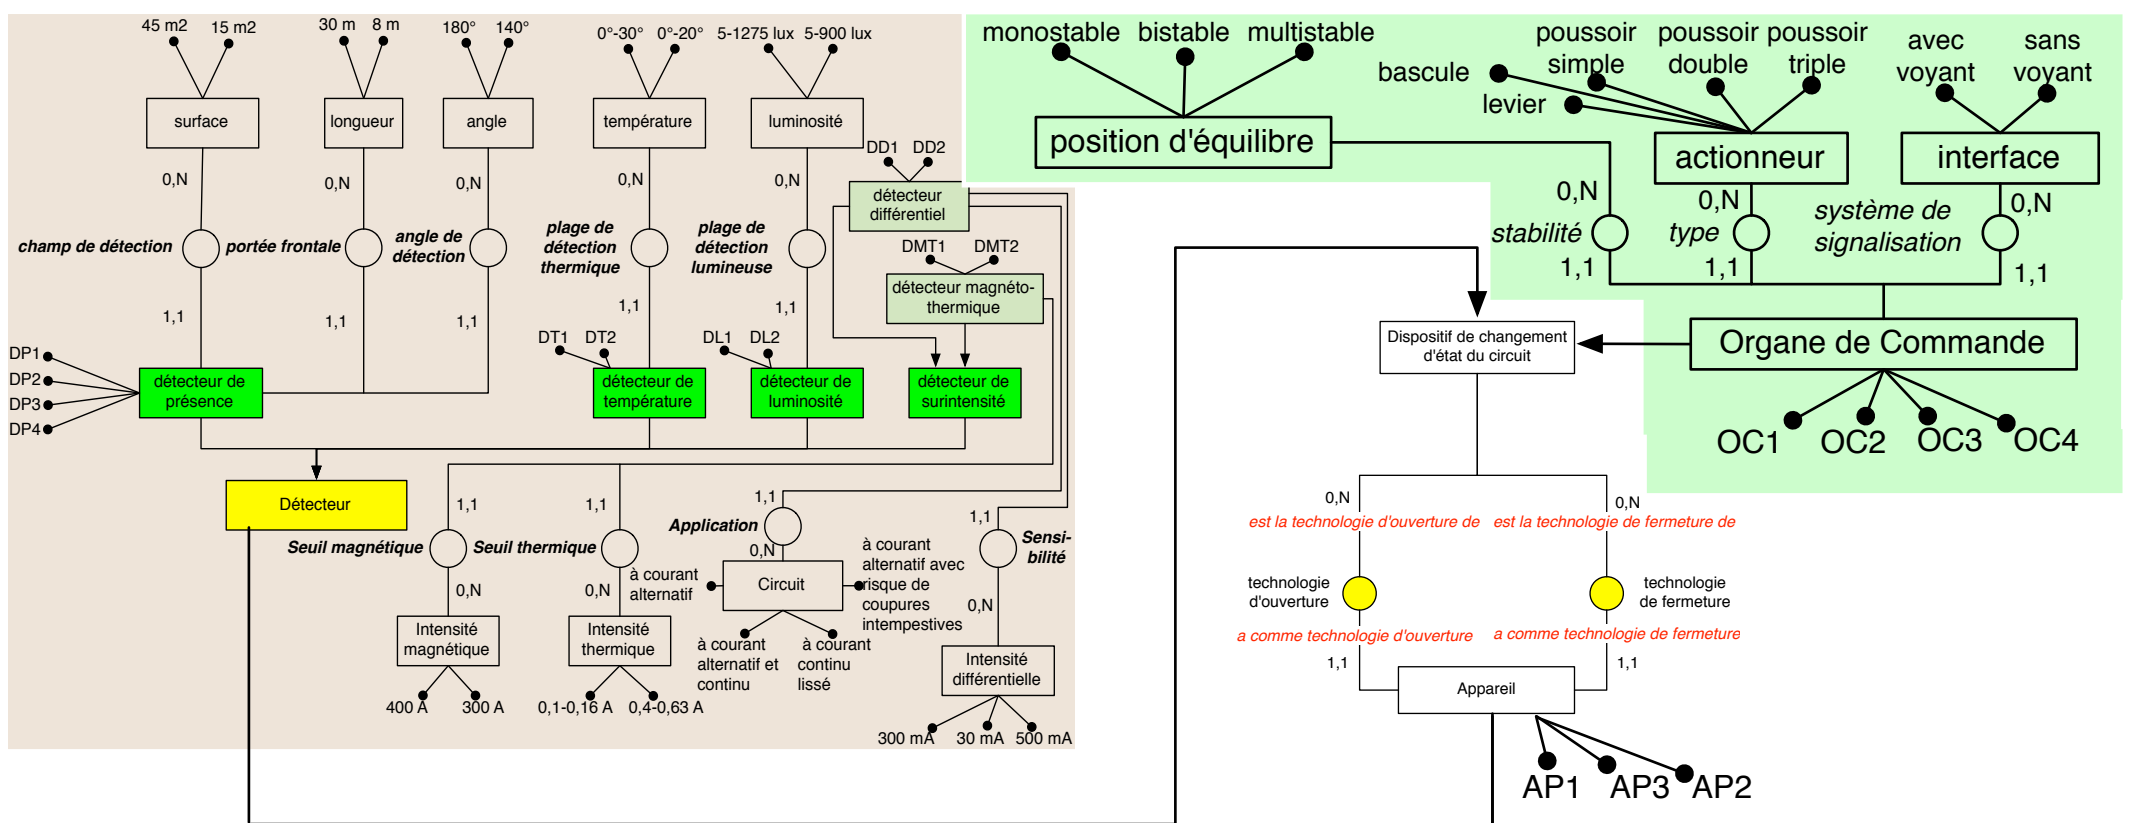 45 m2
15 m2
30 m
8 m
180°
140°
0°-30°
0°-20°
5-1275 lux
5-900 lux
surface
longueur
angle
température
luminosité
0,N
0,N
0,N
0,N
0,N
champ de détection
portée frontale
angle de
détection
plage de
détection
thermique
plage de
détection
lumineuse
1,1
1,1
1,1
1,1
1,1
DD1
DD2
détecteur
différentiel
DMT1
DMT2
détecteur magnéto-
thermique
DP1
DP2
DP3
DP4
DT1
DT2
DL1
DL2
détecteur de
présence
détecteur de
température
détecteur de
luminosité
détecteur de
surintensité
Détecteur
1,1
1,1
1,1
1,1
Seuil magnétique
Seuil thermique
Application
Sensi-
bilité
0,N
0,N
0,N
0,N
à courant
alternatif
Circuit
à courant
alternatif avec
risque de
coupures
intempestives
à courant
alternatif et
continu
à courant
continu
lissé
Intensité
magnétique
Intensité
thermique
Intensité
différentielle
400 A
300 A
0,1-0,16 A
0,4-0,63 A
300 mA
30 mA
500 mA
monostable
bistable
multistable
bascule
levier
poussoir
simple
poussoir
double
poussoir
triple
avec
voyant
sans
voyant
position d'équilibre
actionneur
interface
0,N
0,N
0,N
stabilité
type
système de
signalisation
1,1
1,1
1,1
Dispositif de changement
d'état du circuit
Organe de Commande
OC1
OC2
OC3
OC4
0,N
0,N
est la technologie d'ouverture de
est la technologie de fermeture de
technologie
d'ouverture
technologie
de fermeture
a comme technologie d'ouverture
a comme technologie de fermeture
1,1
1,1
Appareil
AP1
AP3
AP2